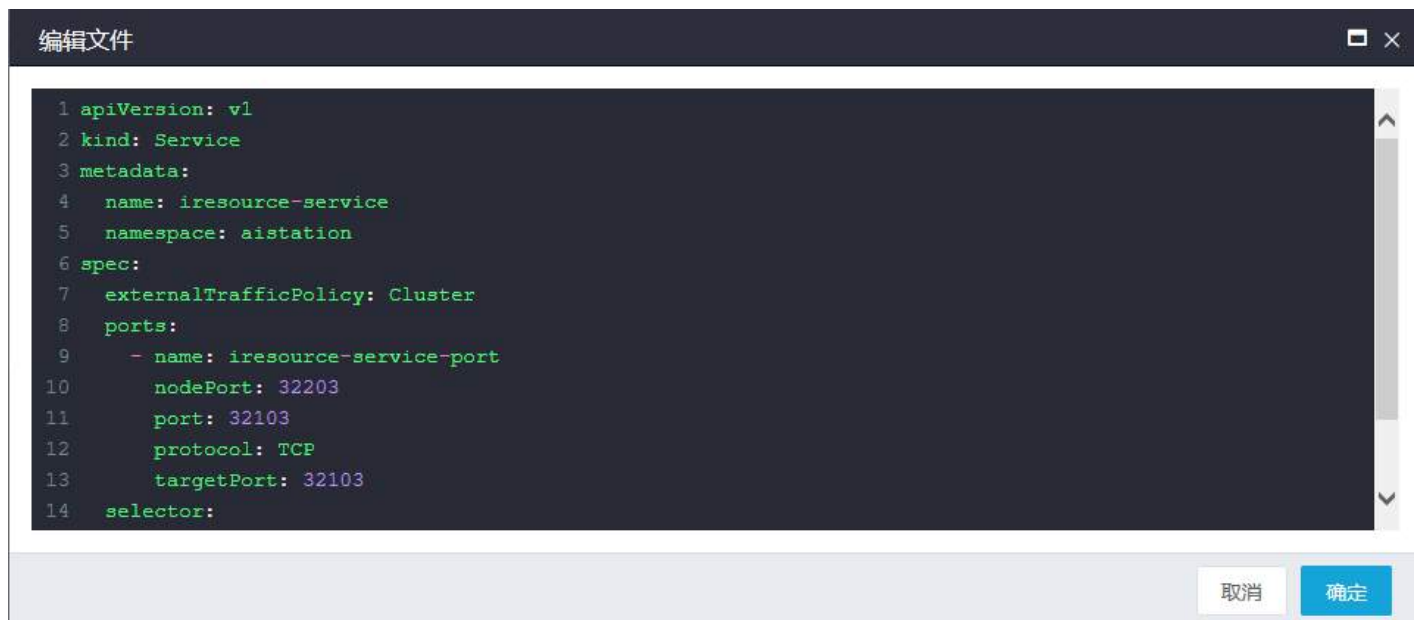 编辑文件
1 apiVersion: v1
2 kind: Service
3 metadata:
4   name: iresource-service
5   namespace: aistation
6 spec:
7   externalTrafficPolicy: Cluster
8   ports:
9     - name: iresource-service-port
10       nodePort: 32203
11       port: 32103
12       protocol: TCP
13       targetPort: 32103
14   selector:
取消 确定